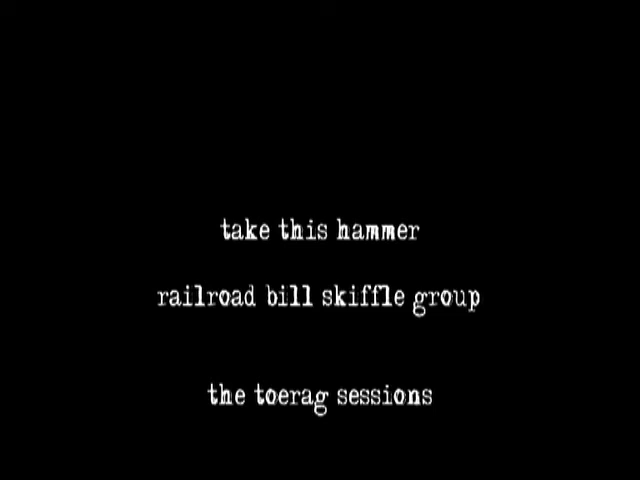 take this hammer
railroad bill skiffle group
the toerag sessions